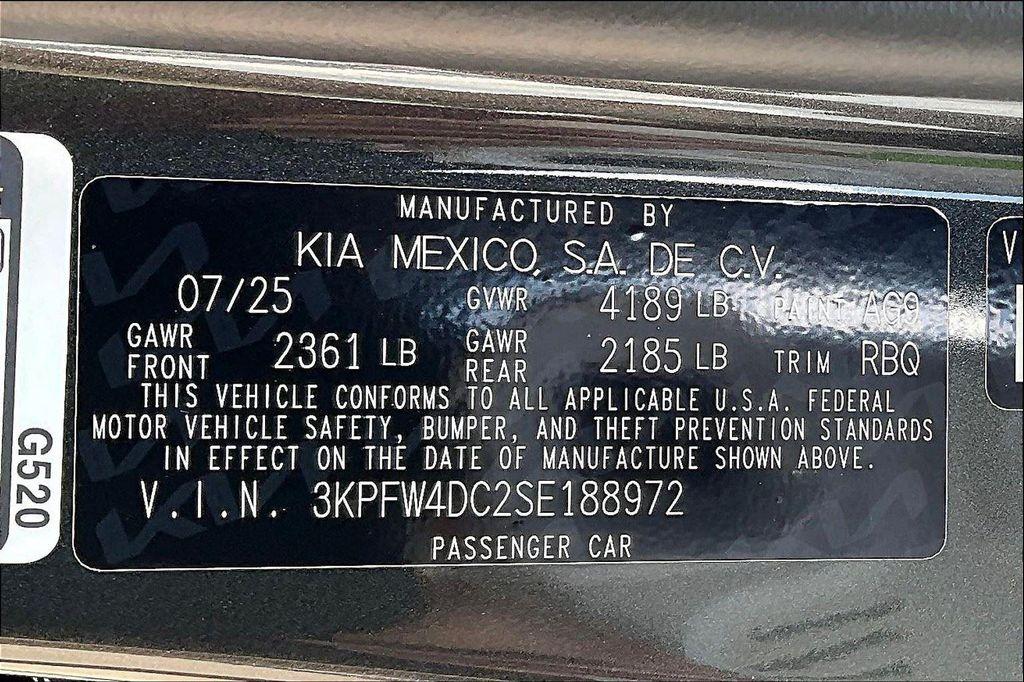 MANUFACTURED BY
KIA MEXICO, S.A. DE C.V.
07/25 GVWR 4189 LB PAINT AG9
GAWR FRONT 2361 LB GAWR REAR 2185 LB TRIM RBQ
THIS VEHICLE CONFORMS TO ALL APPLICABLE U.S.A. FEDERAL
MOTOR VEHICLE SAFETY, BUMPER, AND THEFT PREVENTION STANDARDS
IN EFFECT ON THE DATE OF MANUFACTURE SHOWN ABOVE.
V.I.N. 3KPFW4DC2SE188972
PASSENGER CAR
G520
V